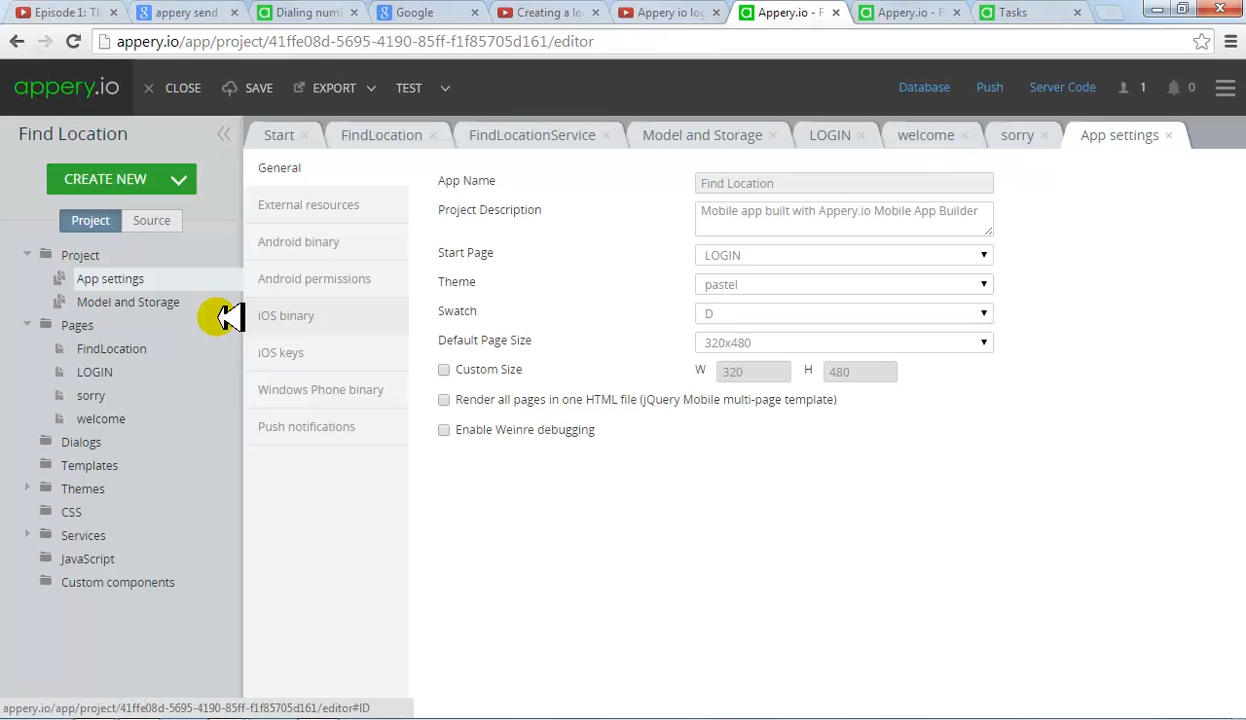 Episode 1: Th
appery send
Dialing num
Google
Creating a lo
Appery io log
Appery.io - F
Appery.io - F
Tasks
appery.io/app/project/41ffe08d-5695-4190-85ff-f1f85705d161/editor
appery.io
CLOSE
SAVE
EXPORT
TEST
Database
Push
Server Code
1
0
Find Location
Start
FindLocation
FindLocationService
Model and Storage
LOGIN
welcome
sorry
App settings
CREATE NEW
Project
Source
Project
App settings
Model and Storage
Pages
FindLocation
LOGIN
sorry
welcome
Dialogs
Templates
Themes
CSS
Services
JavaScript
Custom components
General
External resources
Android binary
Android permissions
iOS binary
iOS keys
Windows Phone binary
Push notifications
App Name
Find Location
Project Description
Mobile app built with Appery.io Mobile App Builder
Start Page
LOGIN
Theme
pastel
Swatch
D
Default Page Size
320x480
Custom Size
W
320
H
480
Render all pages in one HTML file (jQuery Mobile multi-page template)
Enable Weinre debugging
appery.io/app/project/41ffe08d-5695-4190-85ff-f1f85705d161/editor#ID